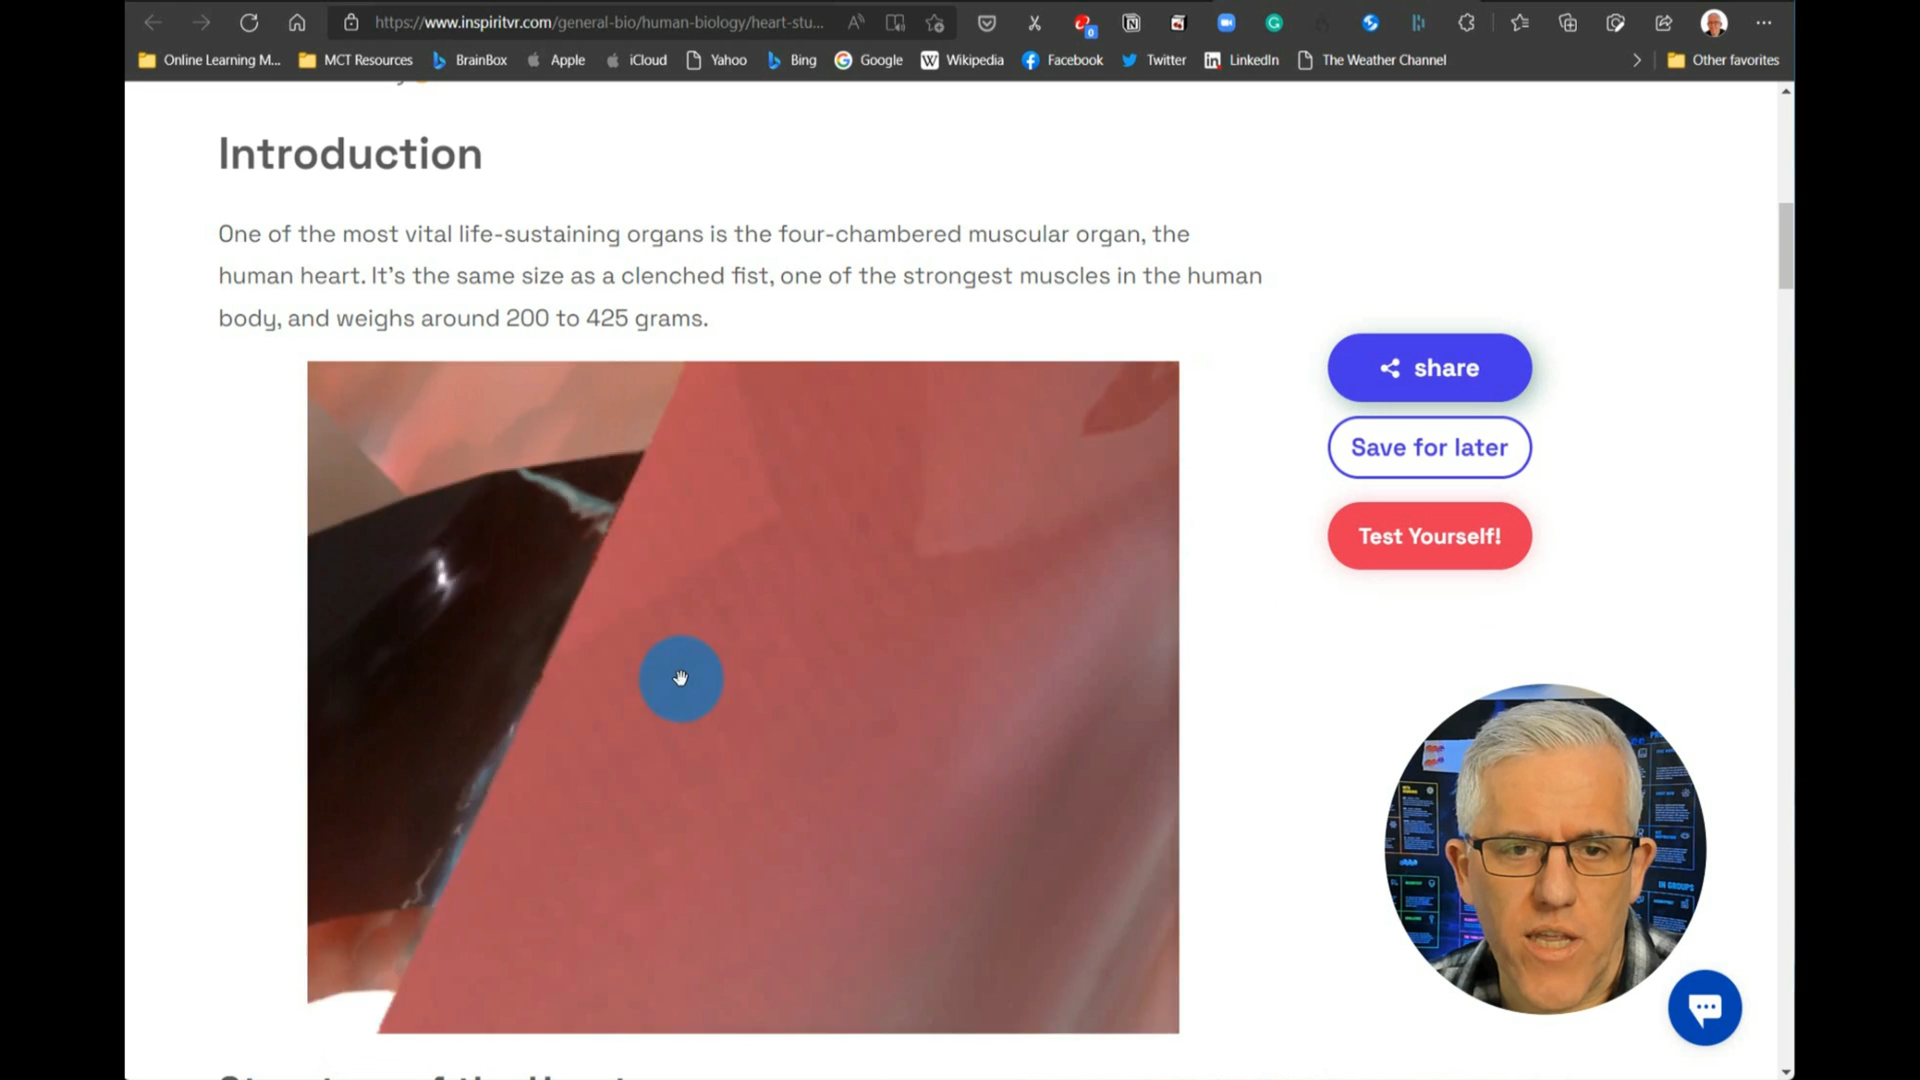 https://www.inspiritvr.com/general-bio/human-biology/heart-stu...
Online Learning M... MCT Resources BrainBox Apple iCloud Yahoo Bing Google Wikipedia Facebook Twitter LinkedIn The Weather Channel Other favorites
Introduction
One of the most vital life-sustaining organs is the four-chambered muscular organ, the
human heart. It's the same size as a clenched fist, one of the strongest muscles in the human
body, and weighs around 200 to 425 grams.
share
Save for later
Test Yourself!
IN GROUPS